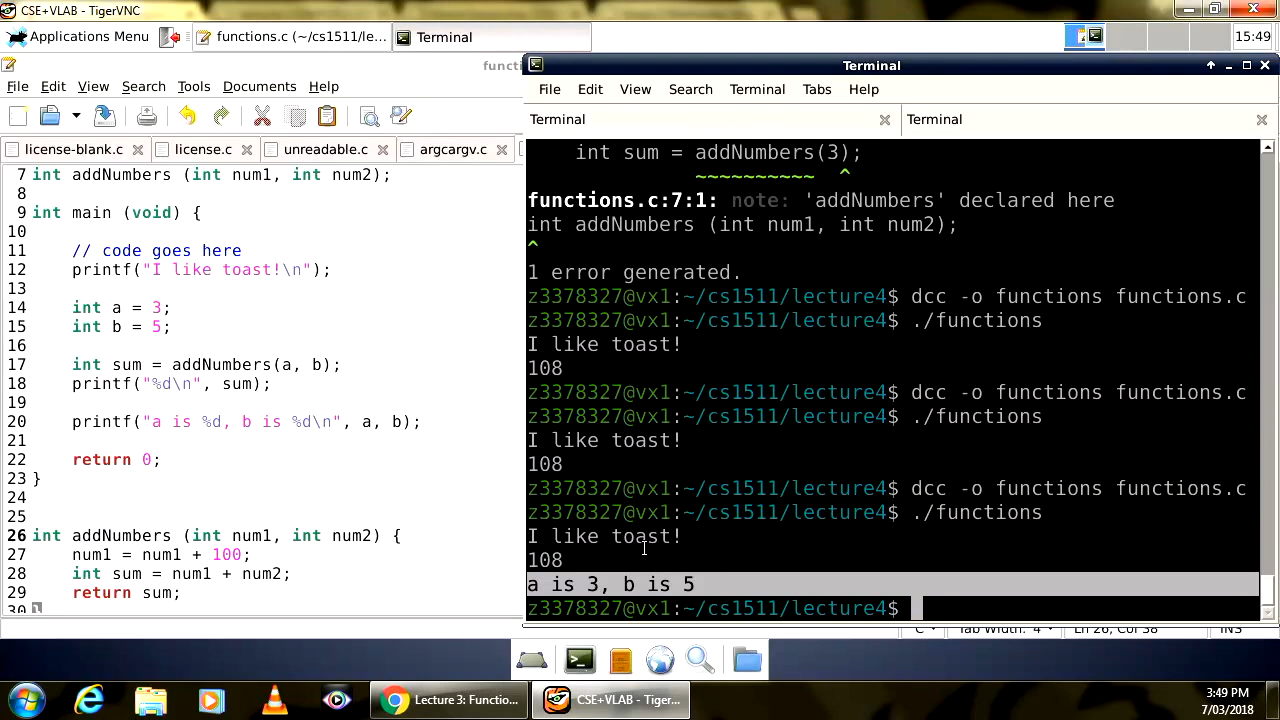 CSE+VLAB - TigerVNC
Applications Menu
functions.c (~/cs1511/le...
Terminal
15:49
functi
File Edit View Search Tools Documents Help
license-blank.c license.c unreadable.c argcargv.c
7 int addNumbers (int num1, int num2);
8
9 int main (void) {
10
11 // code goes here
12 printf("I like toast!\n");
13
14 int a = 3;
15 int b = 5;
16
17 int sum = addNumbers(a, b);
18 printf("%d\n", sum);
19
20 printf("a is %d, b is %d\n", a, b);
21
22 return 0;
23 }
24
25
26 int addNumbers (int num1, int num2) {
27 num1 = num1 + 100;
28 int sum = num1 + num2;
29 return sum;
30 }
Terminal
File Edit View Search Terminal Tabs Help
Terminal Terminal
int sum = addNumbers(3);
~~~~~~~~~~ ^
functions.c:7:1: note: 'addNumbers' declared here
int addNumbers (int num1, int num2);
^
1 error generated.
z3378327@vx1:~/cs1511/lecture4$ dcc -o functions functions.c
z3378327@vx1:~/cs1511/lecture4$ ./functions
I like toast!
108
z3378327@vx1:~/cs1511/lecture4$ dcc -o functions functions.c
z3378327@vx1:~/cs1511/lecture4$ ./functions
I like toast!
108
z3378327@vx1:~/cs1511/lecture4$ dcc -o functions functions.c
z3378327@vx1:~/cs1511/lecture4$ ./functions
I like toast!
108
a is 3, b is 5
z3378327@vx1:~/cs1511/lecture4$
C Tab Width: 4 Ln 26, Col 38 INS
Lecture 3: Functio...
CSE+VLAB - TigerV...
3:49 PM
7/03/2018